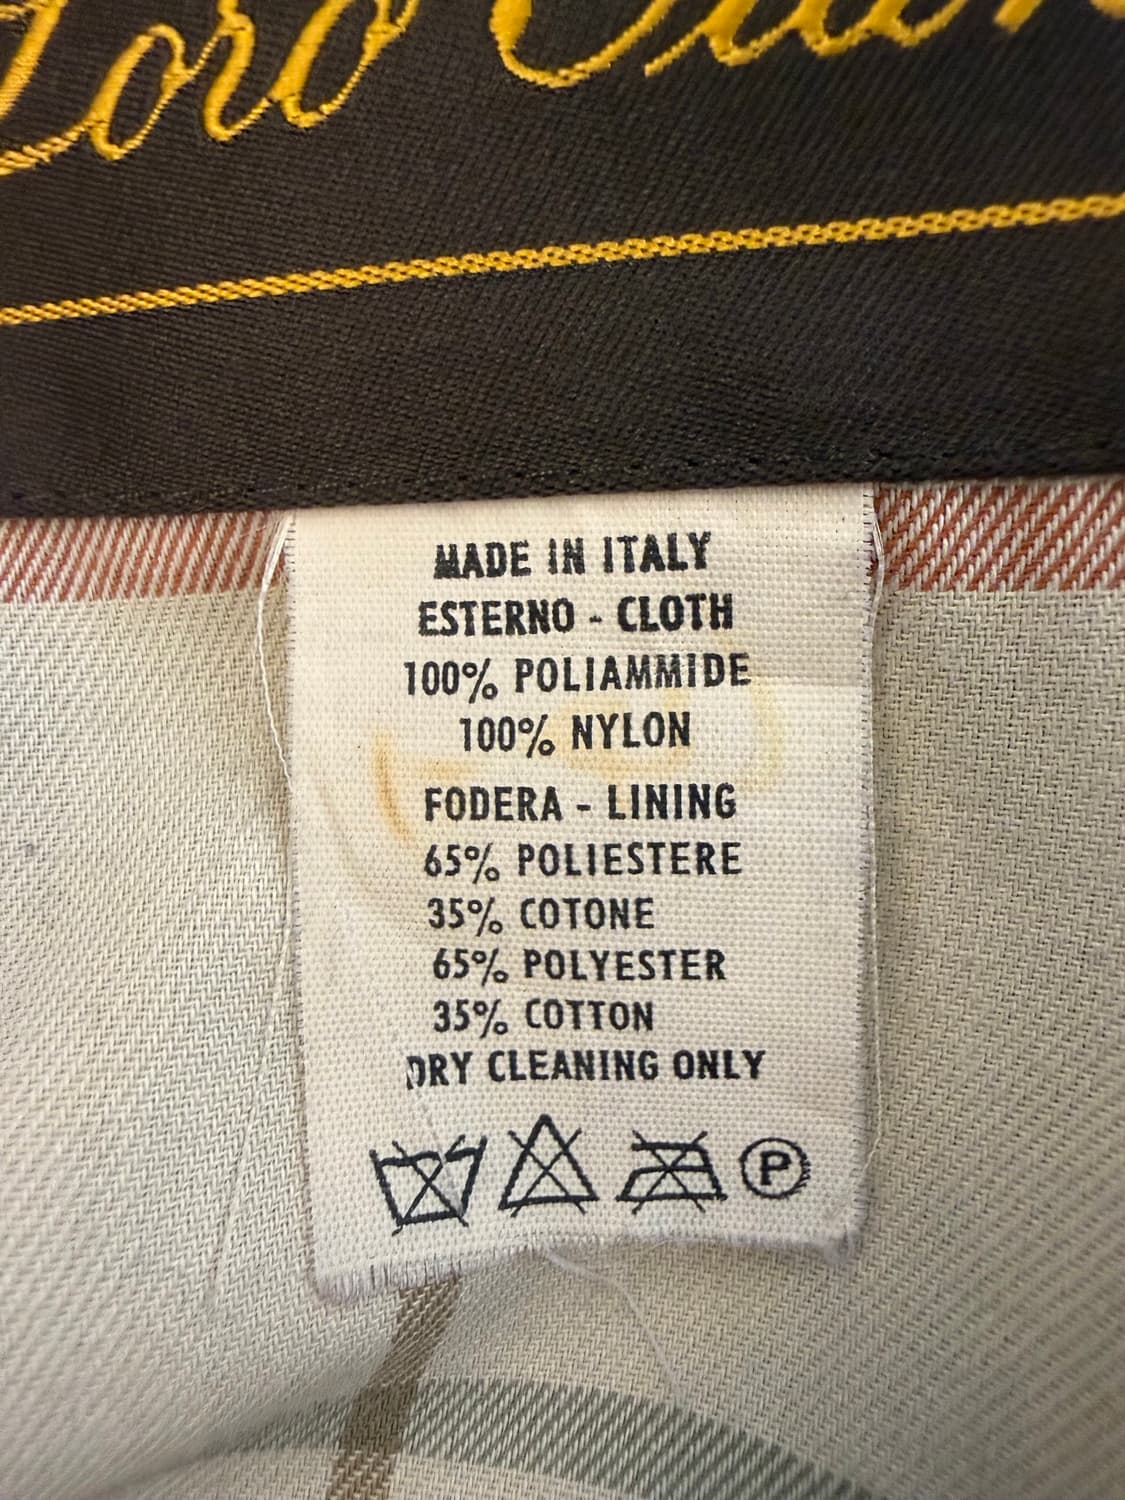 MADE IN ITALY
ESTERNO - CLOTH
100% POLIAMMIDE
100% NYLON
FODERA - LINING
65% POLIESTERE
35% COTONE
65% POLYESTER
35% COTTON
DRY CLEANING ONLY
P